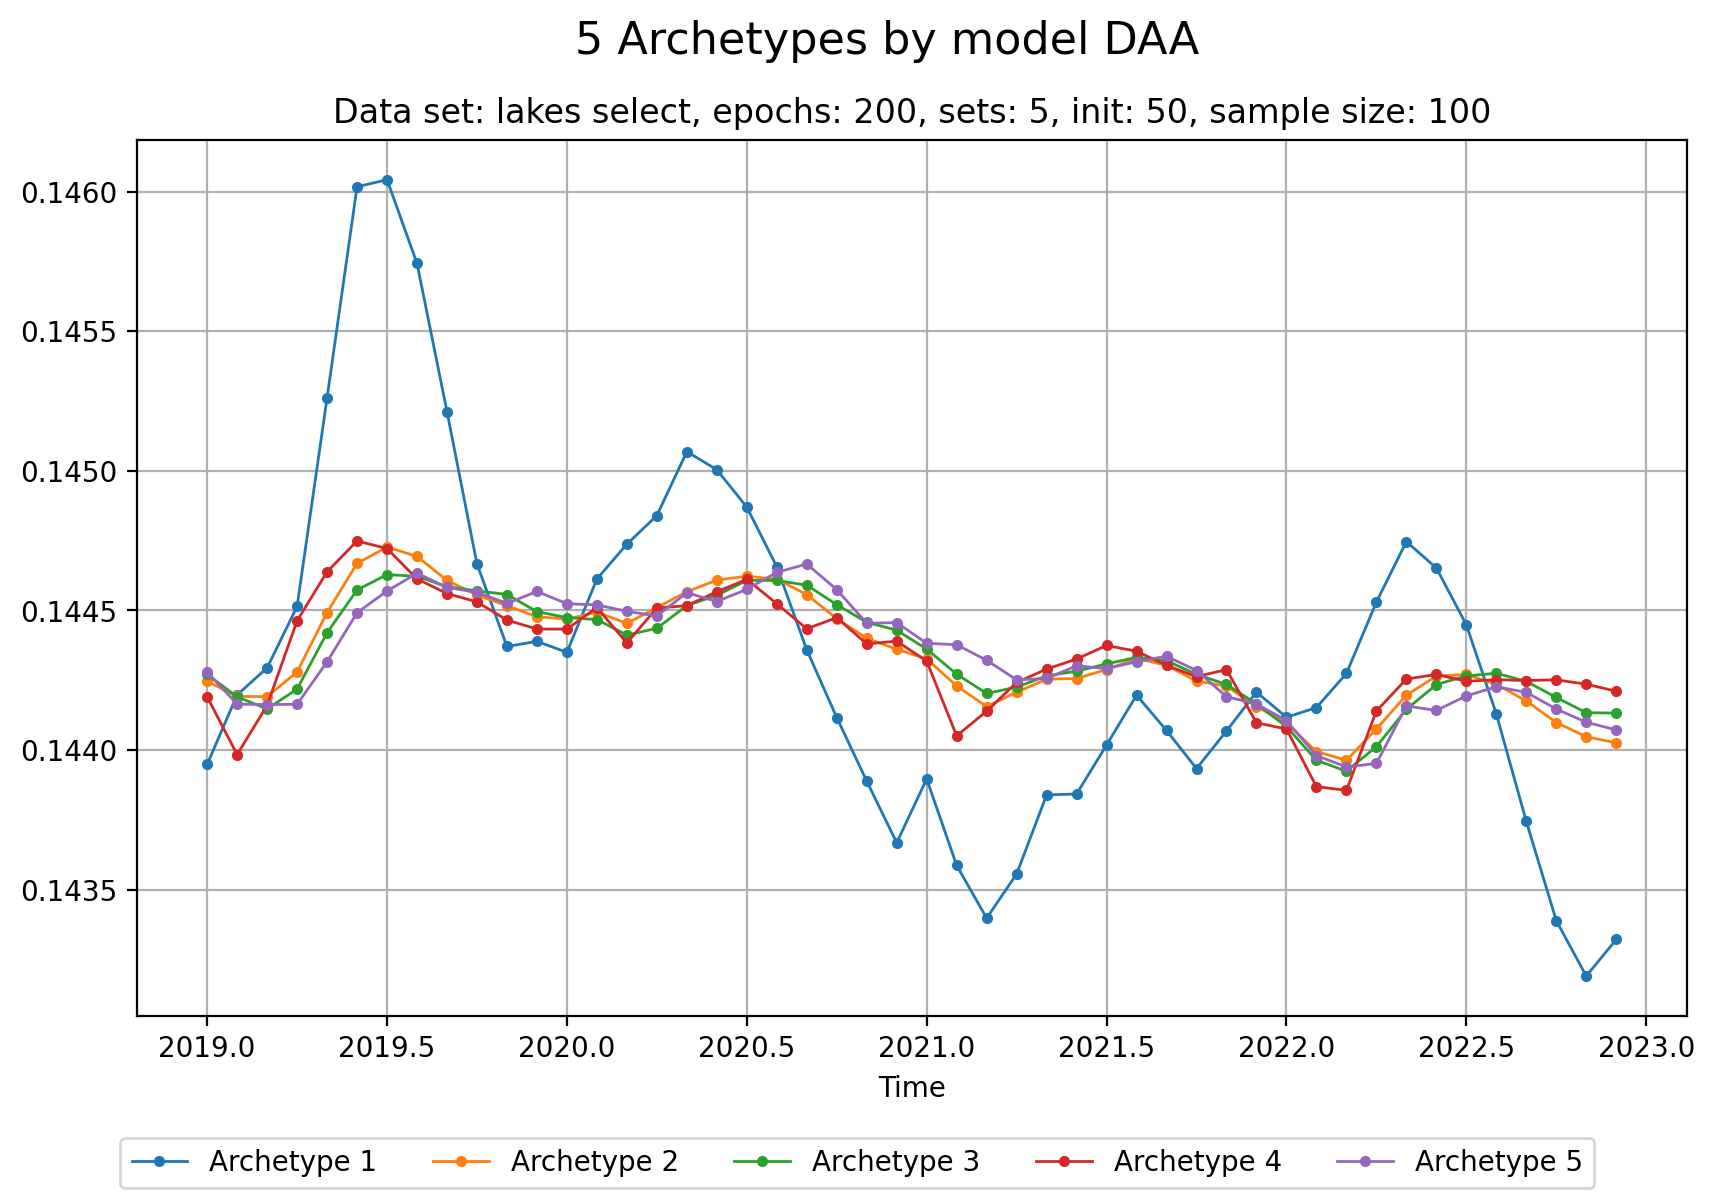 5 Archetypes by model DAA
Data set: lakes select, epochs: 200, sets: 5, init: 50, sample size: 100
0.1460
0.1455
0.1450
0.1445
0.1440
0.1435
2019.0 2019.5 2020.0 2020.5 2021.0 2021.5 2022.0 2022.5 2023.0
Time
Archetype 1 Archetype 2 Archetype 3 Archetype 4 Archetype 5